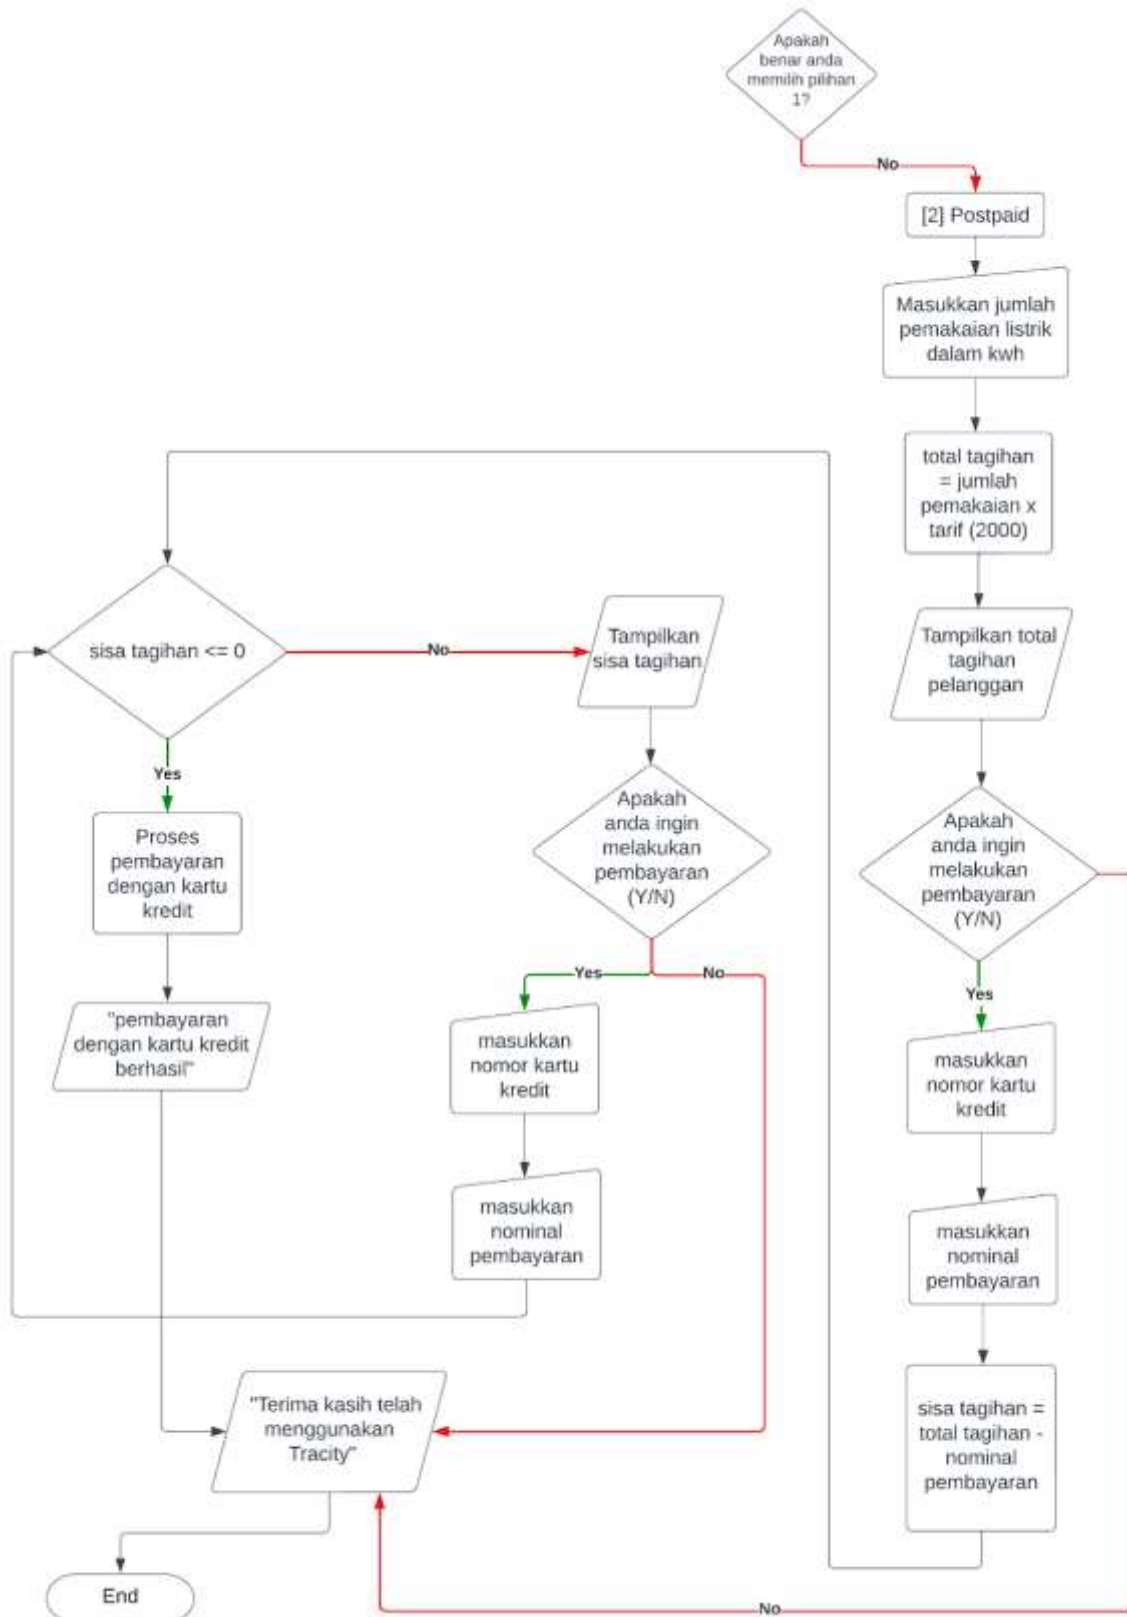 Apakah
benar anda
memilih pilihan
1?
No
[2] Postpaid
Masukkan jumlah
pemakaian listrik
dalam kwh
total tagihan
= jumlah
pemakaian x
tarif (2000)
Tampilkan total
tagihan
pelanggan
Apakah
anda ingin
melakukan
pembayaran
(Y/N)
Yes
masukkan
nomor kartu
kredit
masukkan
nominal
pembayaran
sisa tagihan =
total tagihan -
nominal
pembayaran
sisa tagihan <= 0
No
Tampilkan
sisa tagihan
Yes
Proses
pembayaran
dengan kartu
kredit
"pembayaran
dengan kartu kredit
berhasil"
Apakah
anda ingin
melakukan
pembayaran
(Y/N)
Yes
No
masukkan
nomor kartu
kredit
masukkan
nominal
pembayaran
"Terima kasih telah
menggunakan
Tracity"
End
No